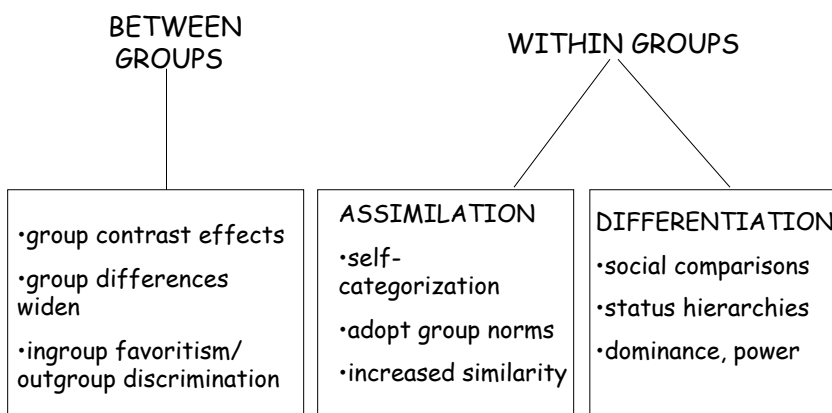 BETWEEN
GROUPS
WITHIN GROUPS
•group contrast effects
•group differences
widen
•ingroup favoritism/
outgroup discrimination
ASSIMILATION
•self-
categorization
•adopt group norms
•increased similarity
DIFFERENTIATION
•social comparisons
•status hierarchies
•dominance, power